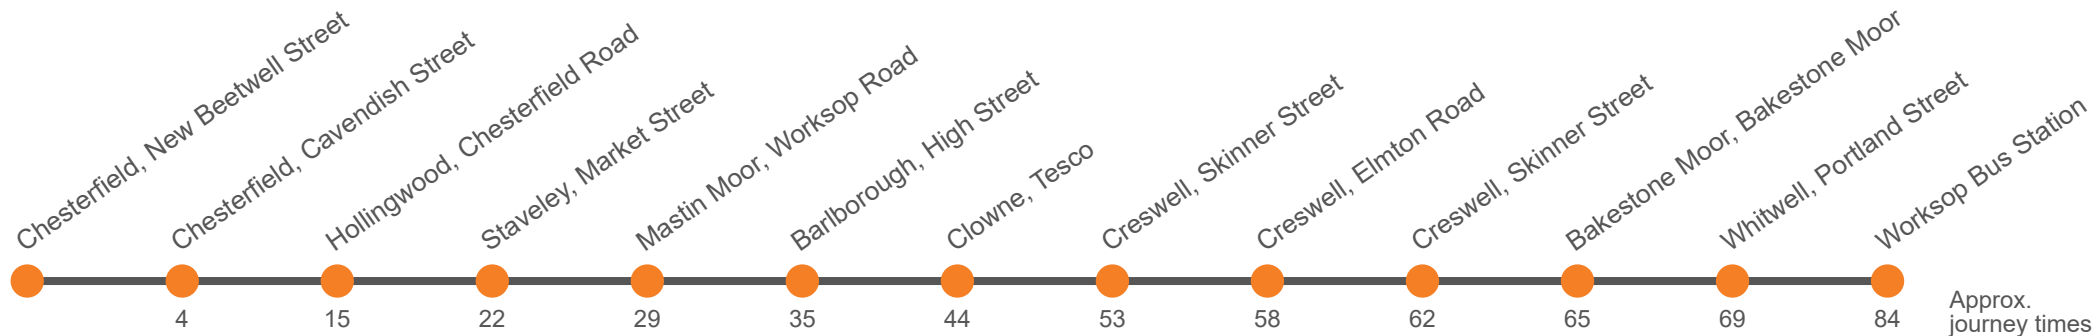 Chesterfield, New Beetwell Street
Chesterfield, Cavendish Street
Hollingwood, Chesterfield Road
Staveley, Market Street
Mastin Moor, Worksop Road
Barlborough, High Street
Clowne, Tesco
Creswell, Skinner Street
Creswell, Elmton Road
Creswell, Skinner Street
Bakestone Moor, Bakestone Moor
Whitwell, Portland Street
Worksop Bus Station
4 15 22 29 35 44 53 58 62 65 69 84
Approx.
journey times